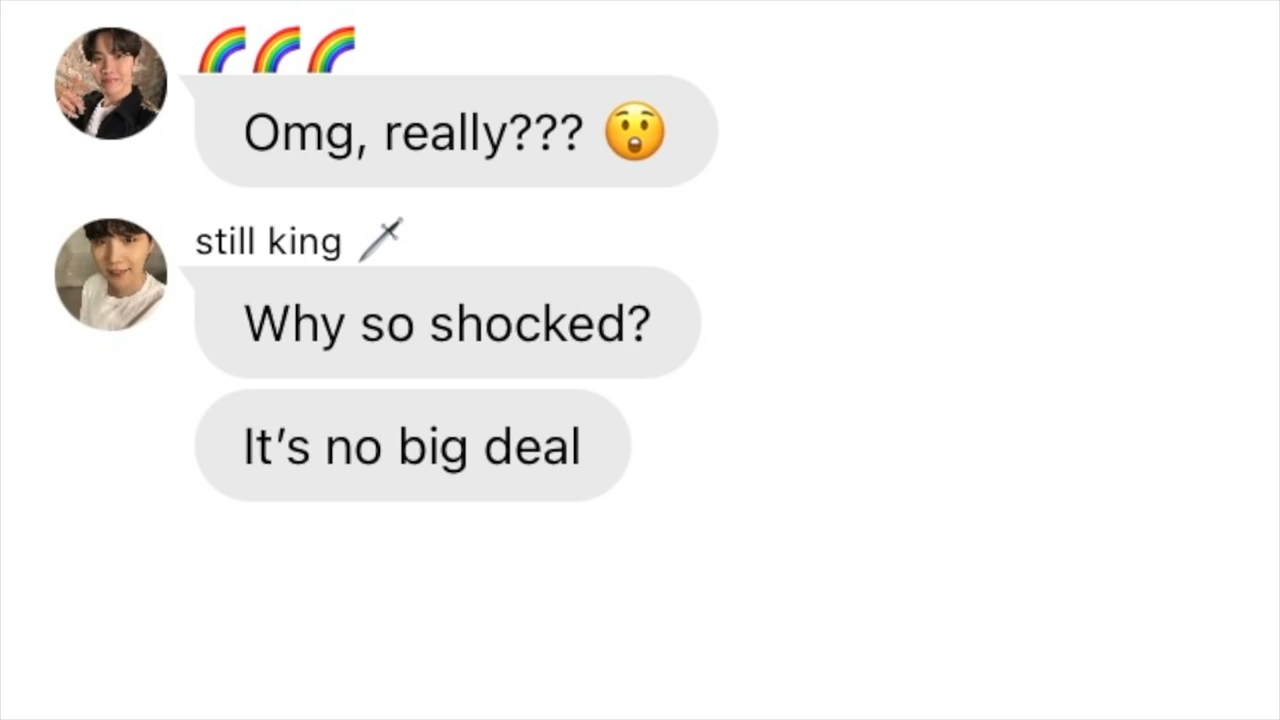 🌈🌈🌈
Omg, really??? 😲
still king 🗡️
Why so shocked?
It’s no big deal